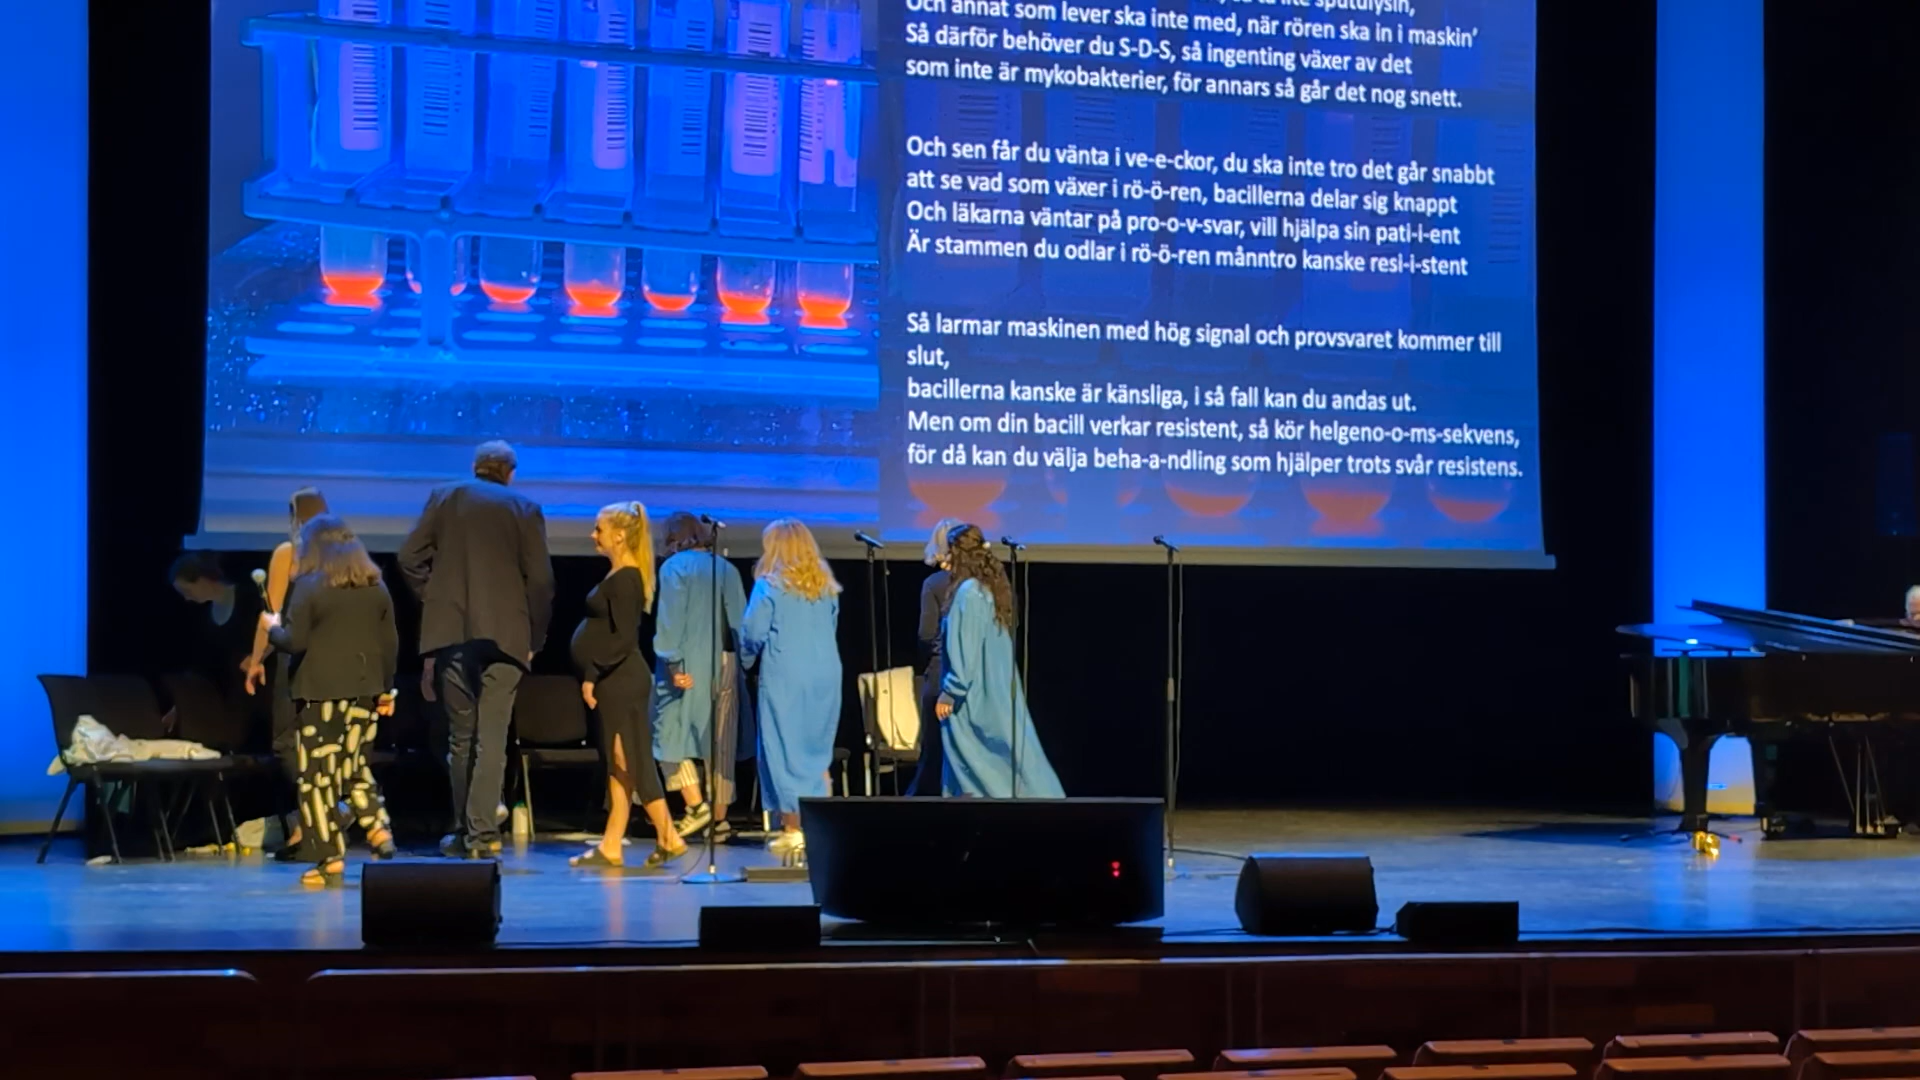 sputulysin,
Och annat som lever ska inte med, när rören ska in i maskin’
Så därför behöver du S-D-S, så ingenting växer av det
som inte är mykobakterier, för annars så går det nog snett.
Och sen får du vänta i ve-e-ckor, du ska inte tro det går snabbt
att se vad som växer i rö-ö-ren, bacillerna delar sig knappt
Och läkarna väntar på pro-o-v-svar, vill hjälpa sin pati-i-ent
Är stammen du odlar i rö-ö-ren månntro kanske resi-i-stent
Så larmar maskinen med hög signal och provsvaret kommer till
slut,
bacillerna kanske är känsliga, i så fall kan du andas ut.
Men om din bacill verkar resistent, så kör helgeno-o-ms-sekvens,
för då kan du välja beha-a-ndling som hjälper trots svår resistens.